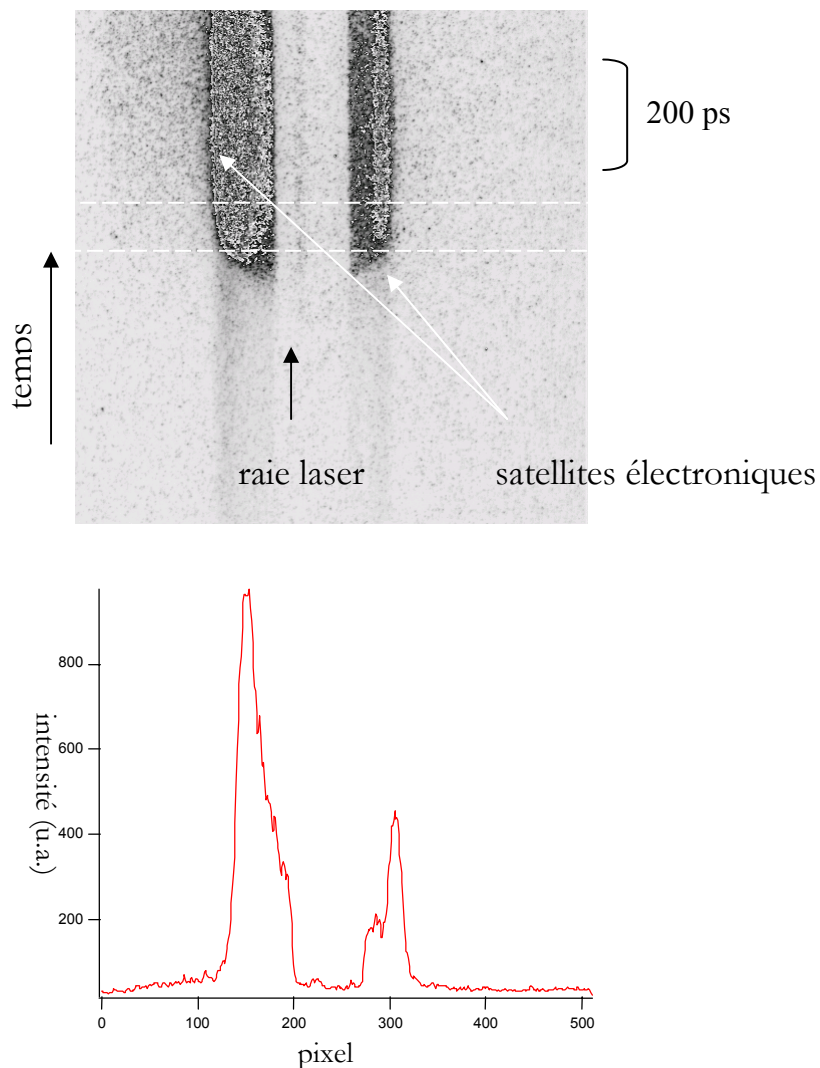 200 ps
temps
raie laser
satellites électroniques
800
600
400
200
intensité (u.a.)
0
100
200
300
400
500
pixel